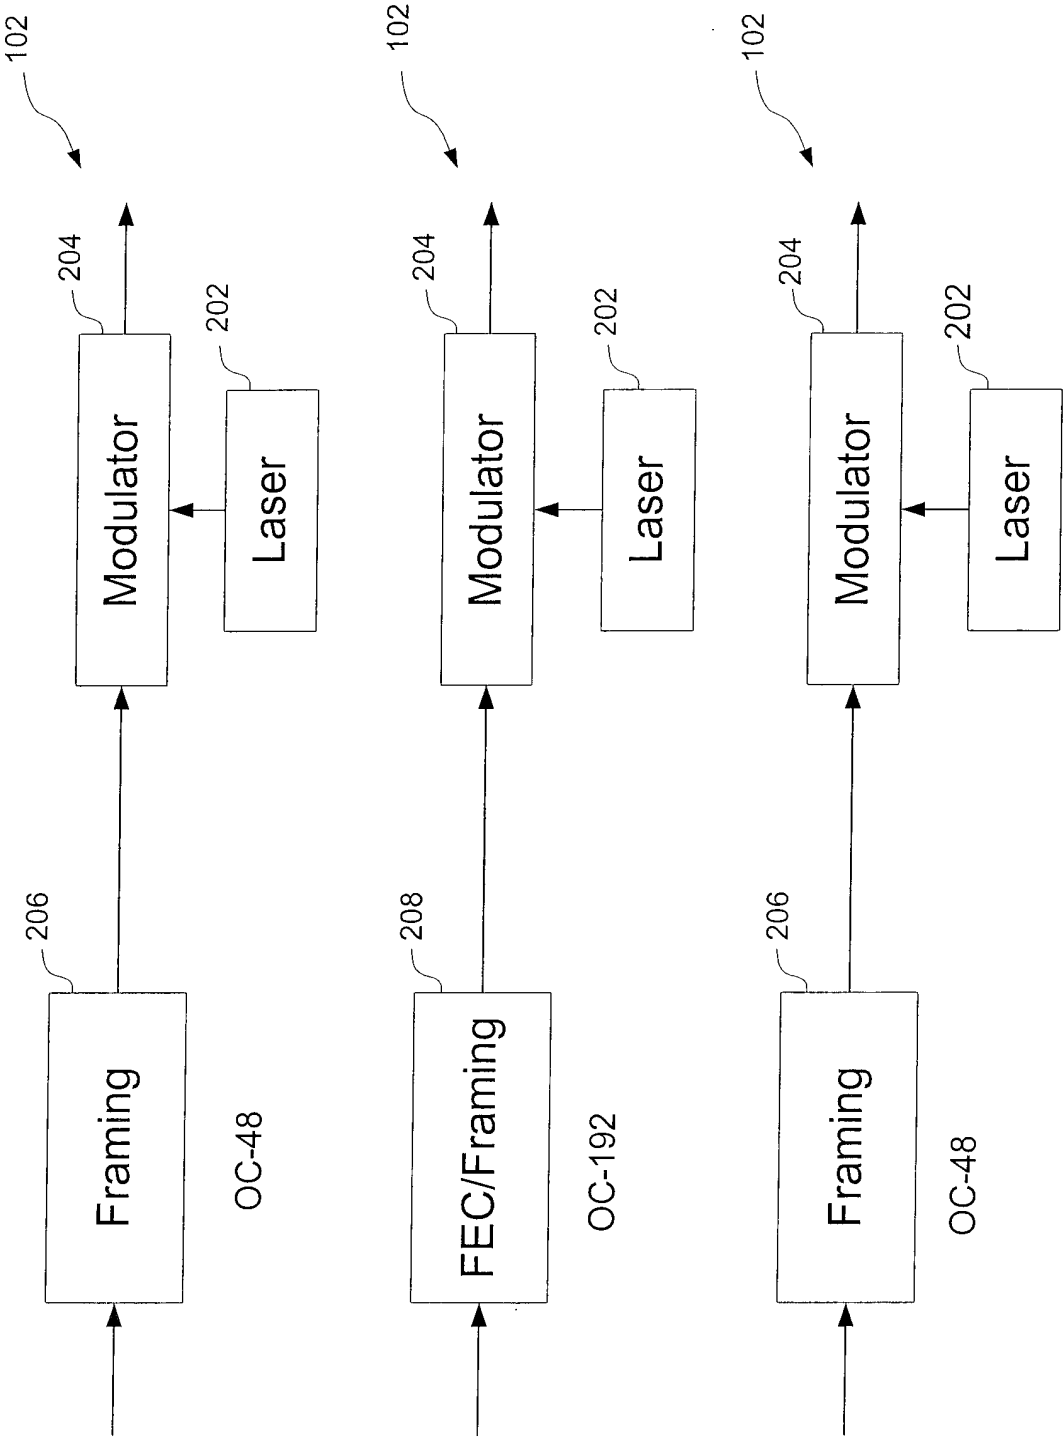 102
204
Modulator
202
Laser
206
Framing
OC-48
102
204
Modulator
202
Laser
208
FEC/Framing
OC-192
102
204
Modulator
202
Laser
206
Framing
OC-48